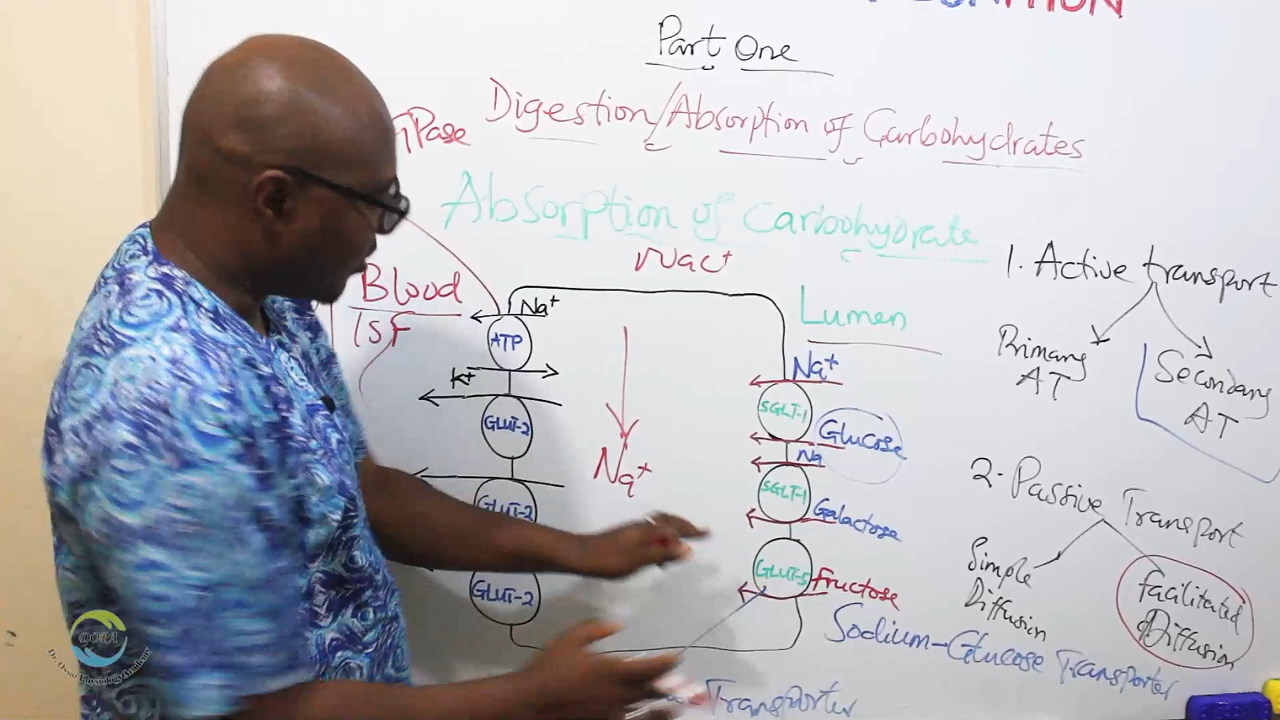 Part One
Digestion/Absorption of Carbohydrates
Absorption of Carbohydrate
Blood
ISF
Na+
ATP
K+
GLUT-2
GLUT-2
GLUT-2
Na+
Lumen
Na+
SGLT-1
Glucose
Na
SGLT-1
Galactose
GLUT-5
Fructose
Sodium-Glucose Transporter
Transporter
1. Active transport
Primary
AT
Secondary
AT
2- Passive Transport
Simple
Diffusion
facilitated
Diffusion
DORA